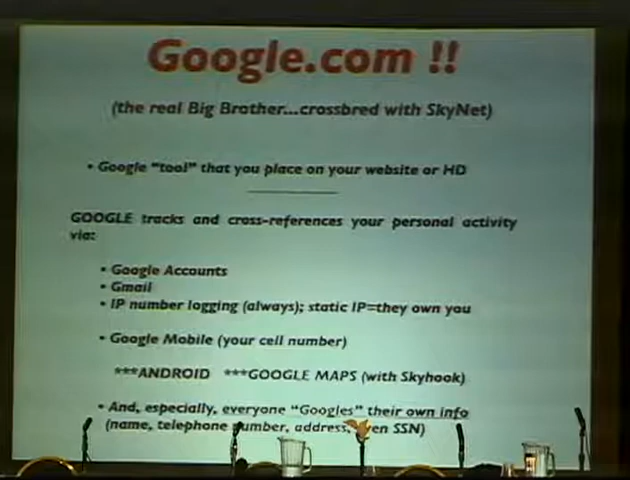 Google.com !!
(the real Big Brother...crossbred with SkyNet)
• Google "tool" that you place on your website or HD
GOOGLE tracks and cross-references your personal activity
via:
• Google Accounts
• Gmail
• IP number logging (always); static IP=they own you
• Google Mobile (your cell number)
***ANDROID ***GOOGLE MAPS (with Skyhook)
• And, especially, everyone "Googles" their own info
(name, telephone number, address, even SSN)